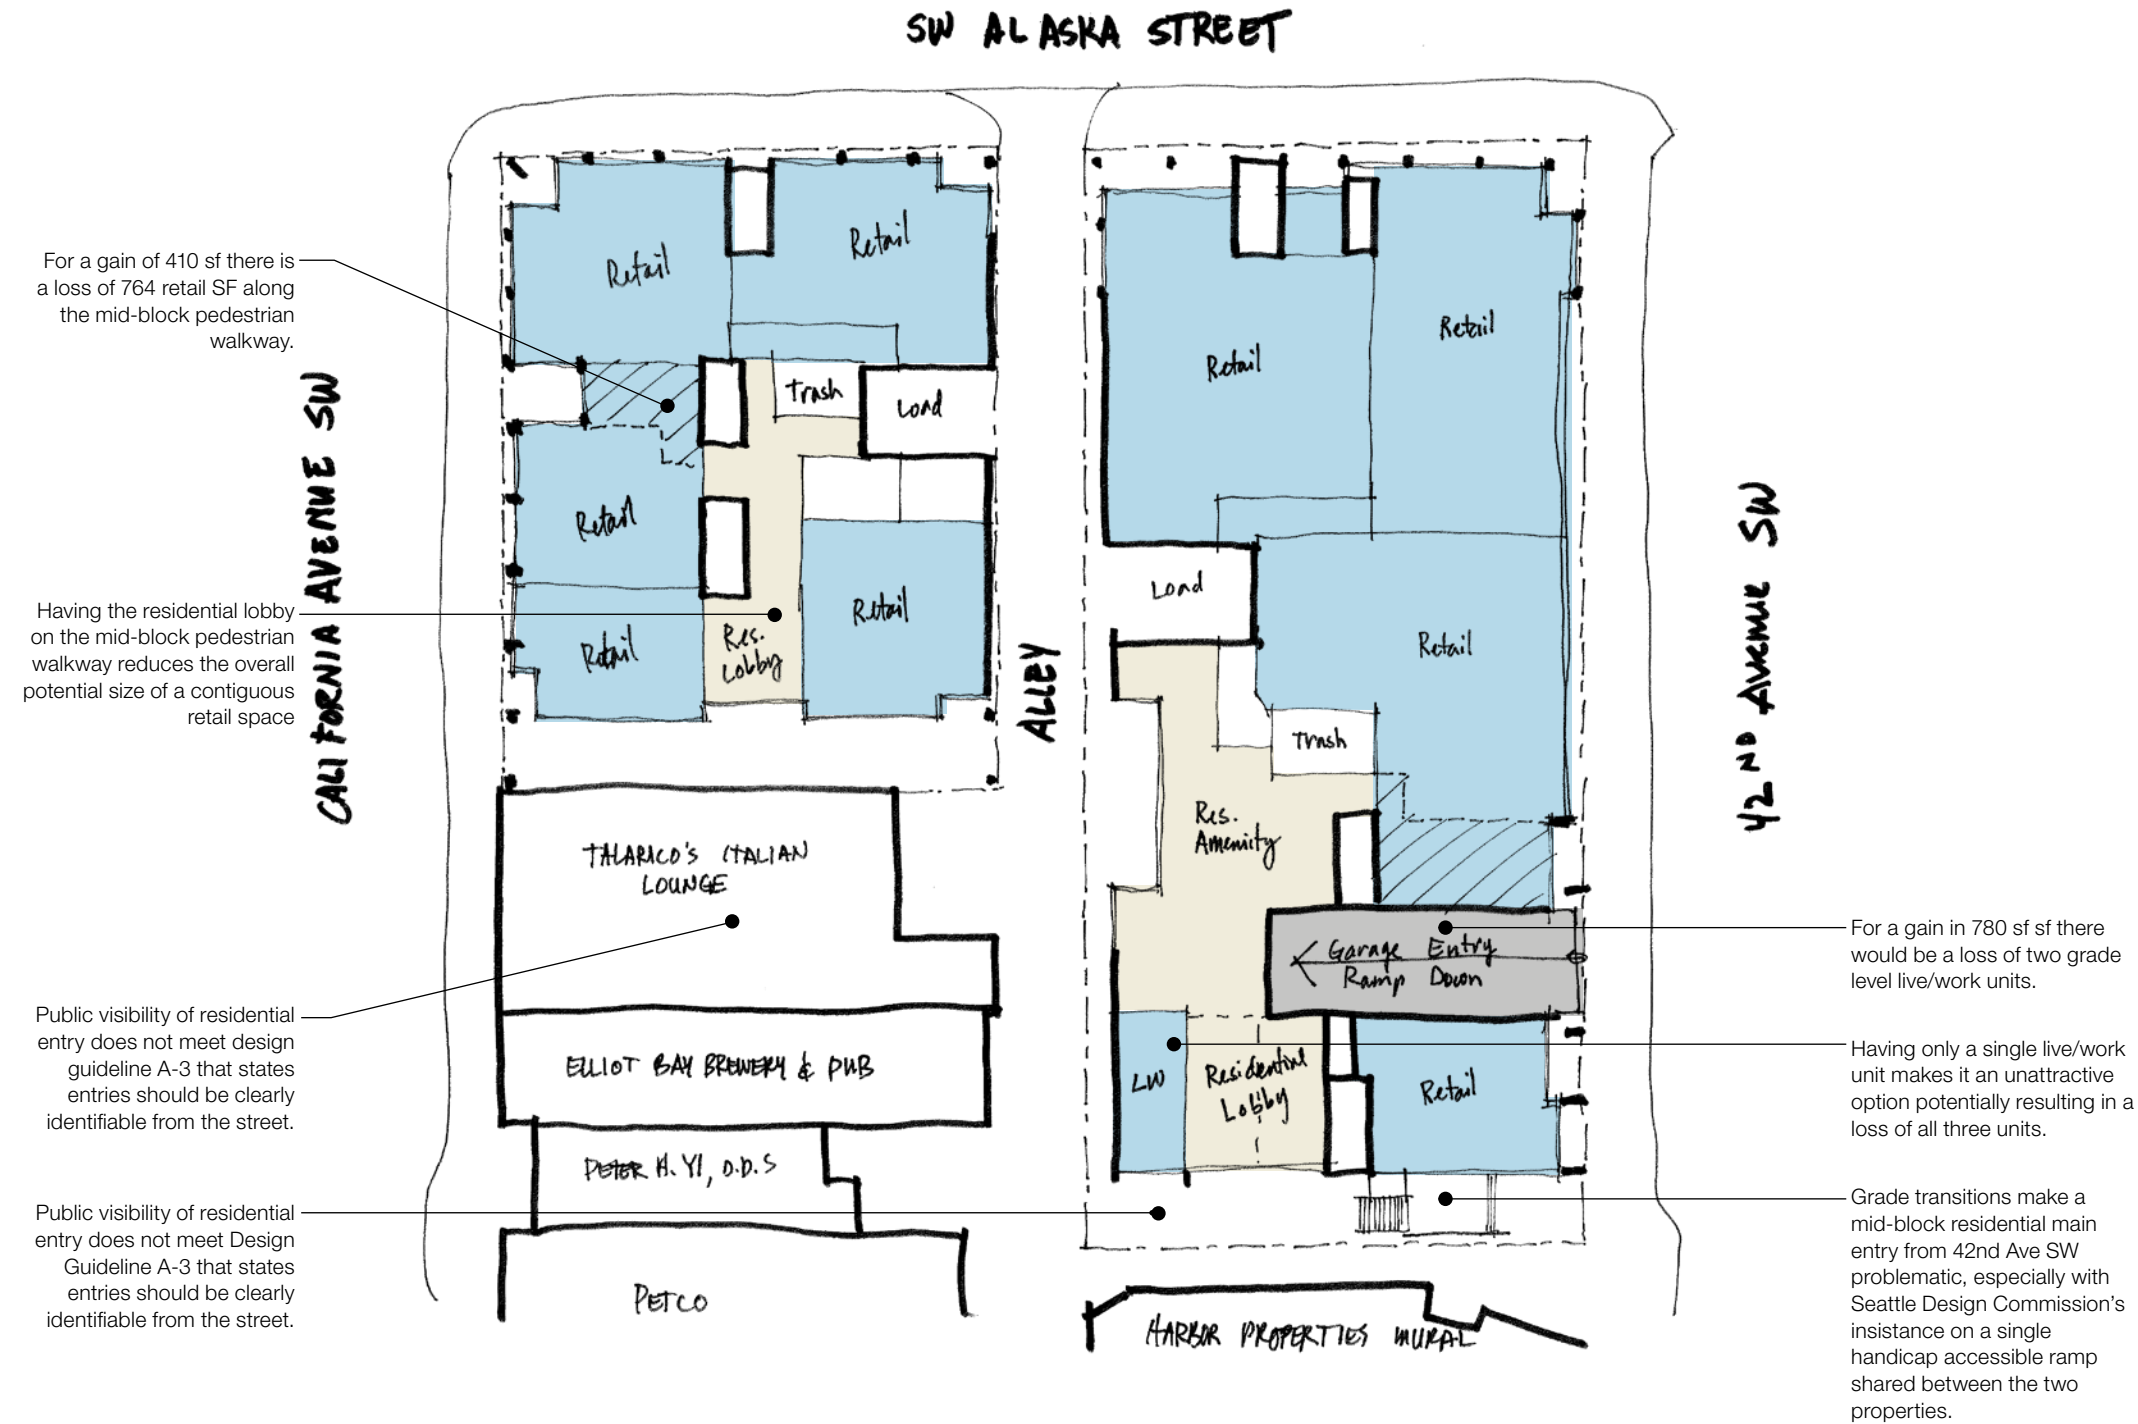 SW ALASKA STREET
For a gain of 410 sf there is
a loss of 764 retail SF along
the mid-block pedestrian
walkway.
Having the residential lobby
on the mid-block pedestrian
walkway reduces the overall
potential size of a contiguous
retail space
Public visibility of residential
entry does not meet design
guideline A-3 that states
entries should be clearly
identifiable from the street.
Public visibility of residential
entry does not meet Design
Guideline A-3 that states
entries should be clearly
identifiable from the street.
CALIFORNIA AVENUE SW
Retail
Retail
Trash
Load
Retail
Retail
Res.
Lobby
Retail
TALARICO'S ITALIAN
LOUNGE
ELLIOT BAY BREWERY & PUB
PETER H. YI, D.D.S
PETCO
ALLEY
Retail
Retail
Load
Retail
Trash
Res.
Amenity
Garage Entry
Ramp Down
LW
Residential
Lobby
Retail
HARBOR PROPERTIES MURAL
42ND AVENUE SW
For a gain in 780 sf sf there
would be a loss of two grade
level live/work units.
Having only a single live/work
unit makes it an unattractive
option potentially resulting in a
loss of all three units.
Grade transitions make a
mid-block residential main
entry from 42nd Ave SW
problematic, especially with
Seattle Design Commission's
insistance on a single
handicap accessible ramp
shared between the two
properties.